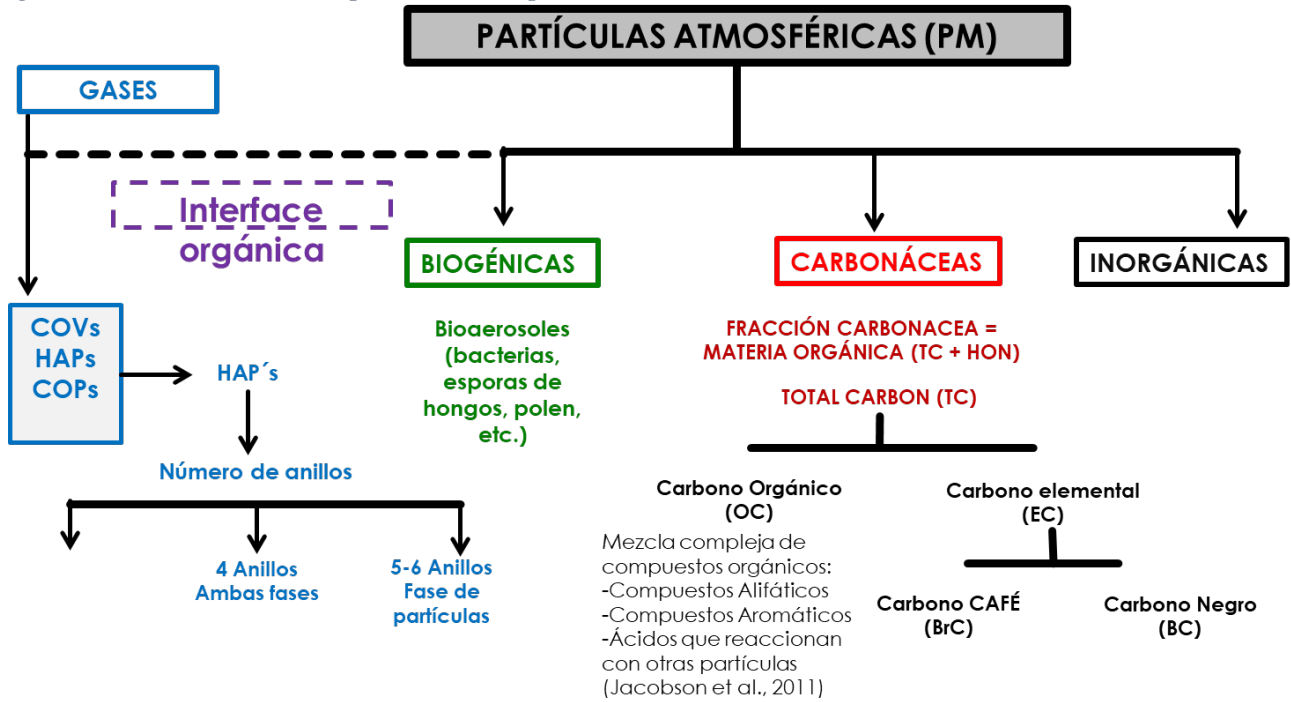 PARTÍCULAS ATMOSFÉRICAS (PM)
GASES
Interface
orgánica
BIOGÉNICAS
CARBONÁCEAS
INORGÁNICAS
COVs
HAPs
COPs
HAP´s
Número de anillos
4 Anillos
Ambas fases
5-6 Anillos
Fase de
partículas
Bioaerosoles
(bacterias,
esporas de
hongos, polen,
etc.)
FRACCIÓN CARBONACEA =
MATERIA ORGÁNICA (TC + HON)
TOTAL CARBON (TC)
Carbono Orgánico
(OC)
Mezcla compleja de
compuestos orgánicos:
-Compuestos Alifáticos
-Compuestos Aromáticos
-Ácidos que reaccionan
con otras partículas
(Jacobson et al., 2011)
Carbono elemental
(EC)
Carbono CAFÉ
(BrC)
Carbono Negro
(BC)